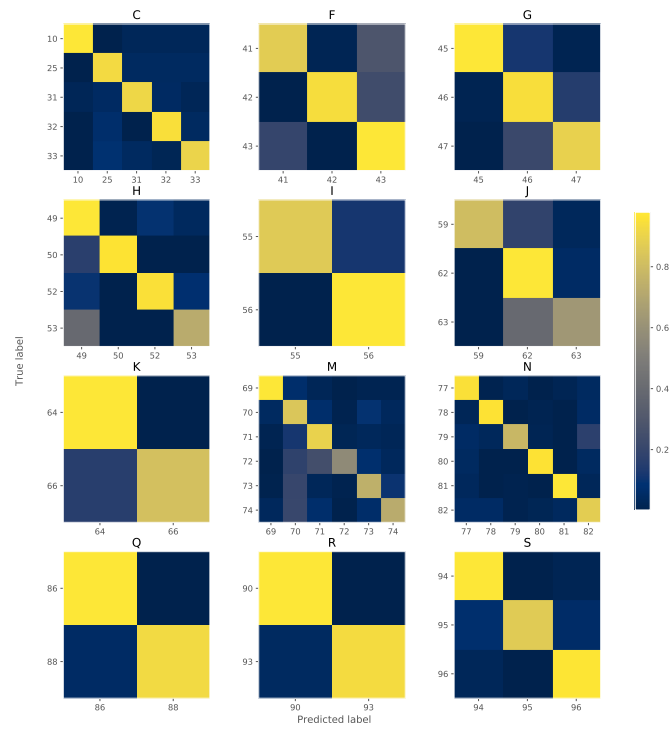 C
F
G
10
25
31
32
33
10 25 31 32 33
41
42
43
41 42 43
45
46
47
45 46 47
H
I
J
49
50
52
53
49 50 52 53
55
56
55 56
59
62
63
59 62 63
0.8
0.6
0.4
0.2
True label
K
M
N
64
66
64 66
69
70
71
72
73
74
69 70 71 72 73 74
77
78
79
80
81
82
77 78 79 80 81 82
Q
R
S
86
88
86 88
90
93
90 93
94
95
96
94 95 96
Predicted label